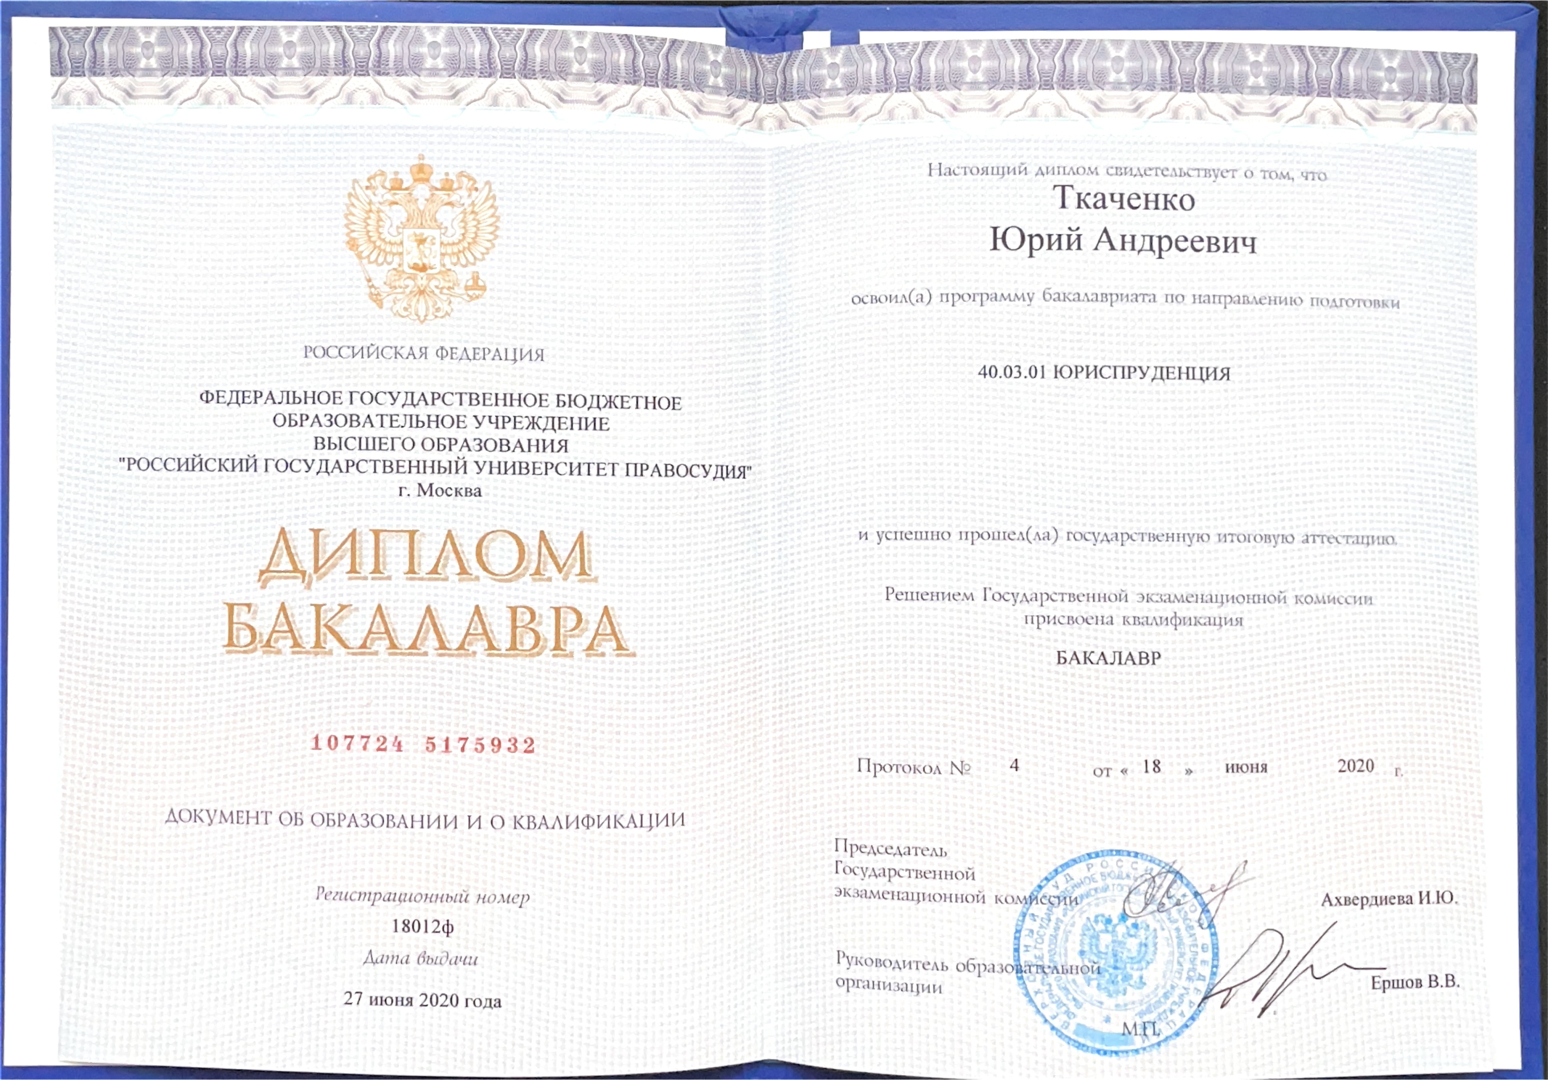 РОССИЙСКАЯ ФЕДЕРАЦИЯ
ФЕДЕРАЛЬНОЕ ГОСУДАРСТВЕННОЕ БЮДЖЕТНОЕ
ОБРАЗОВАТЕЛЬНОЕ УЧРЕЖДЕНИЕ
ВЫСШЕГО ОБРАЗОВАНИЯ
"РОССИЙСКИЙ ГОСУДАРСТВЕННЫЙ УНИВЕРСИТЕТ ПРАВОСУДИЯ"
г. Москва
ДИПЛОМ
БАКАЛАВРА
107724 5175932
ДОКУМЕНТ ОБ ОБРАЗОВАНИИ И О КВАЛИФИКАЦИИ
Регистрационный номер
18012ф
Дата выдачи
27 июня 2020 года
Настоящий диплом свидетельствует о том, что
Ткаченко
Юрий Андреевич
освоил(а) программу бакалавриата по направлению подготовки
40.03.01 ЮРИСПРУДЕНЦИЯ
и успешно прошел(ла) государственную итоговую аттестацию.
Решением Государственной экзаменационной комиссии
присвоена квалификация
БАКАЛАВР
Протокол № 4 от « 18 » июня 2020 г.
Председатель
Государственной
экзаменационной комиссии
Ахвердиева И.Ю.
Руководитель образовательной
организации
Ершов В.В.
М.П.